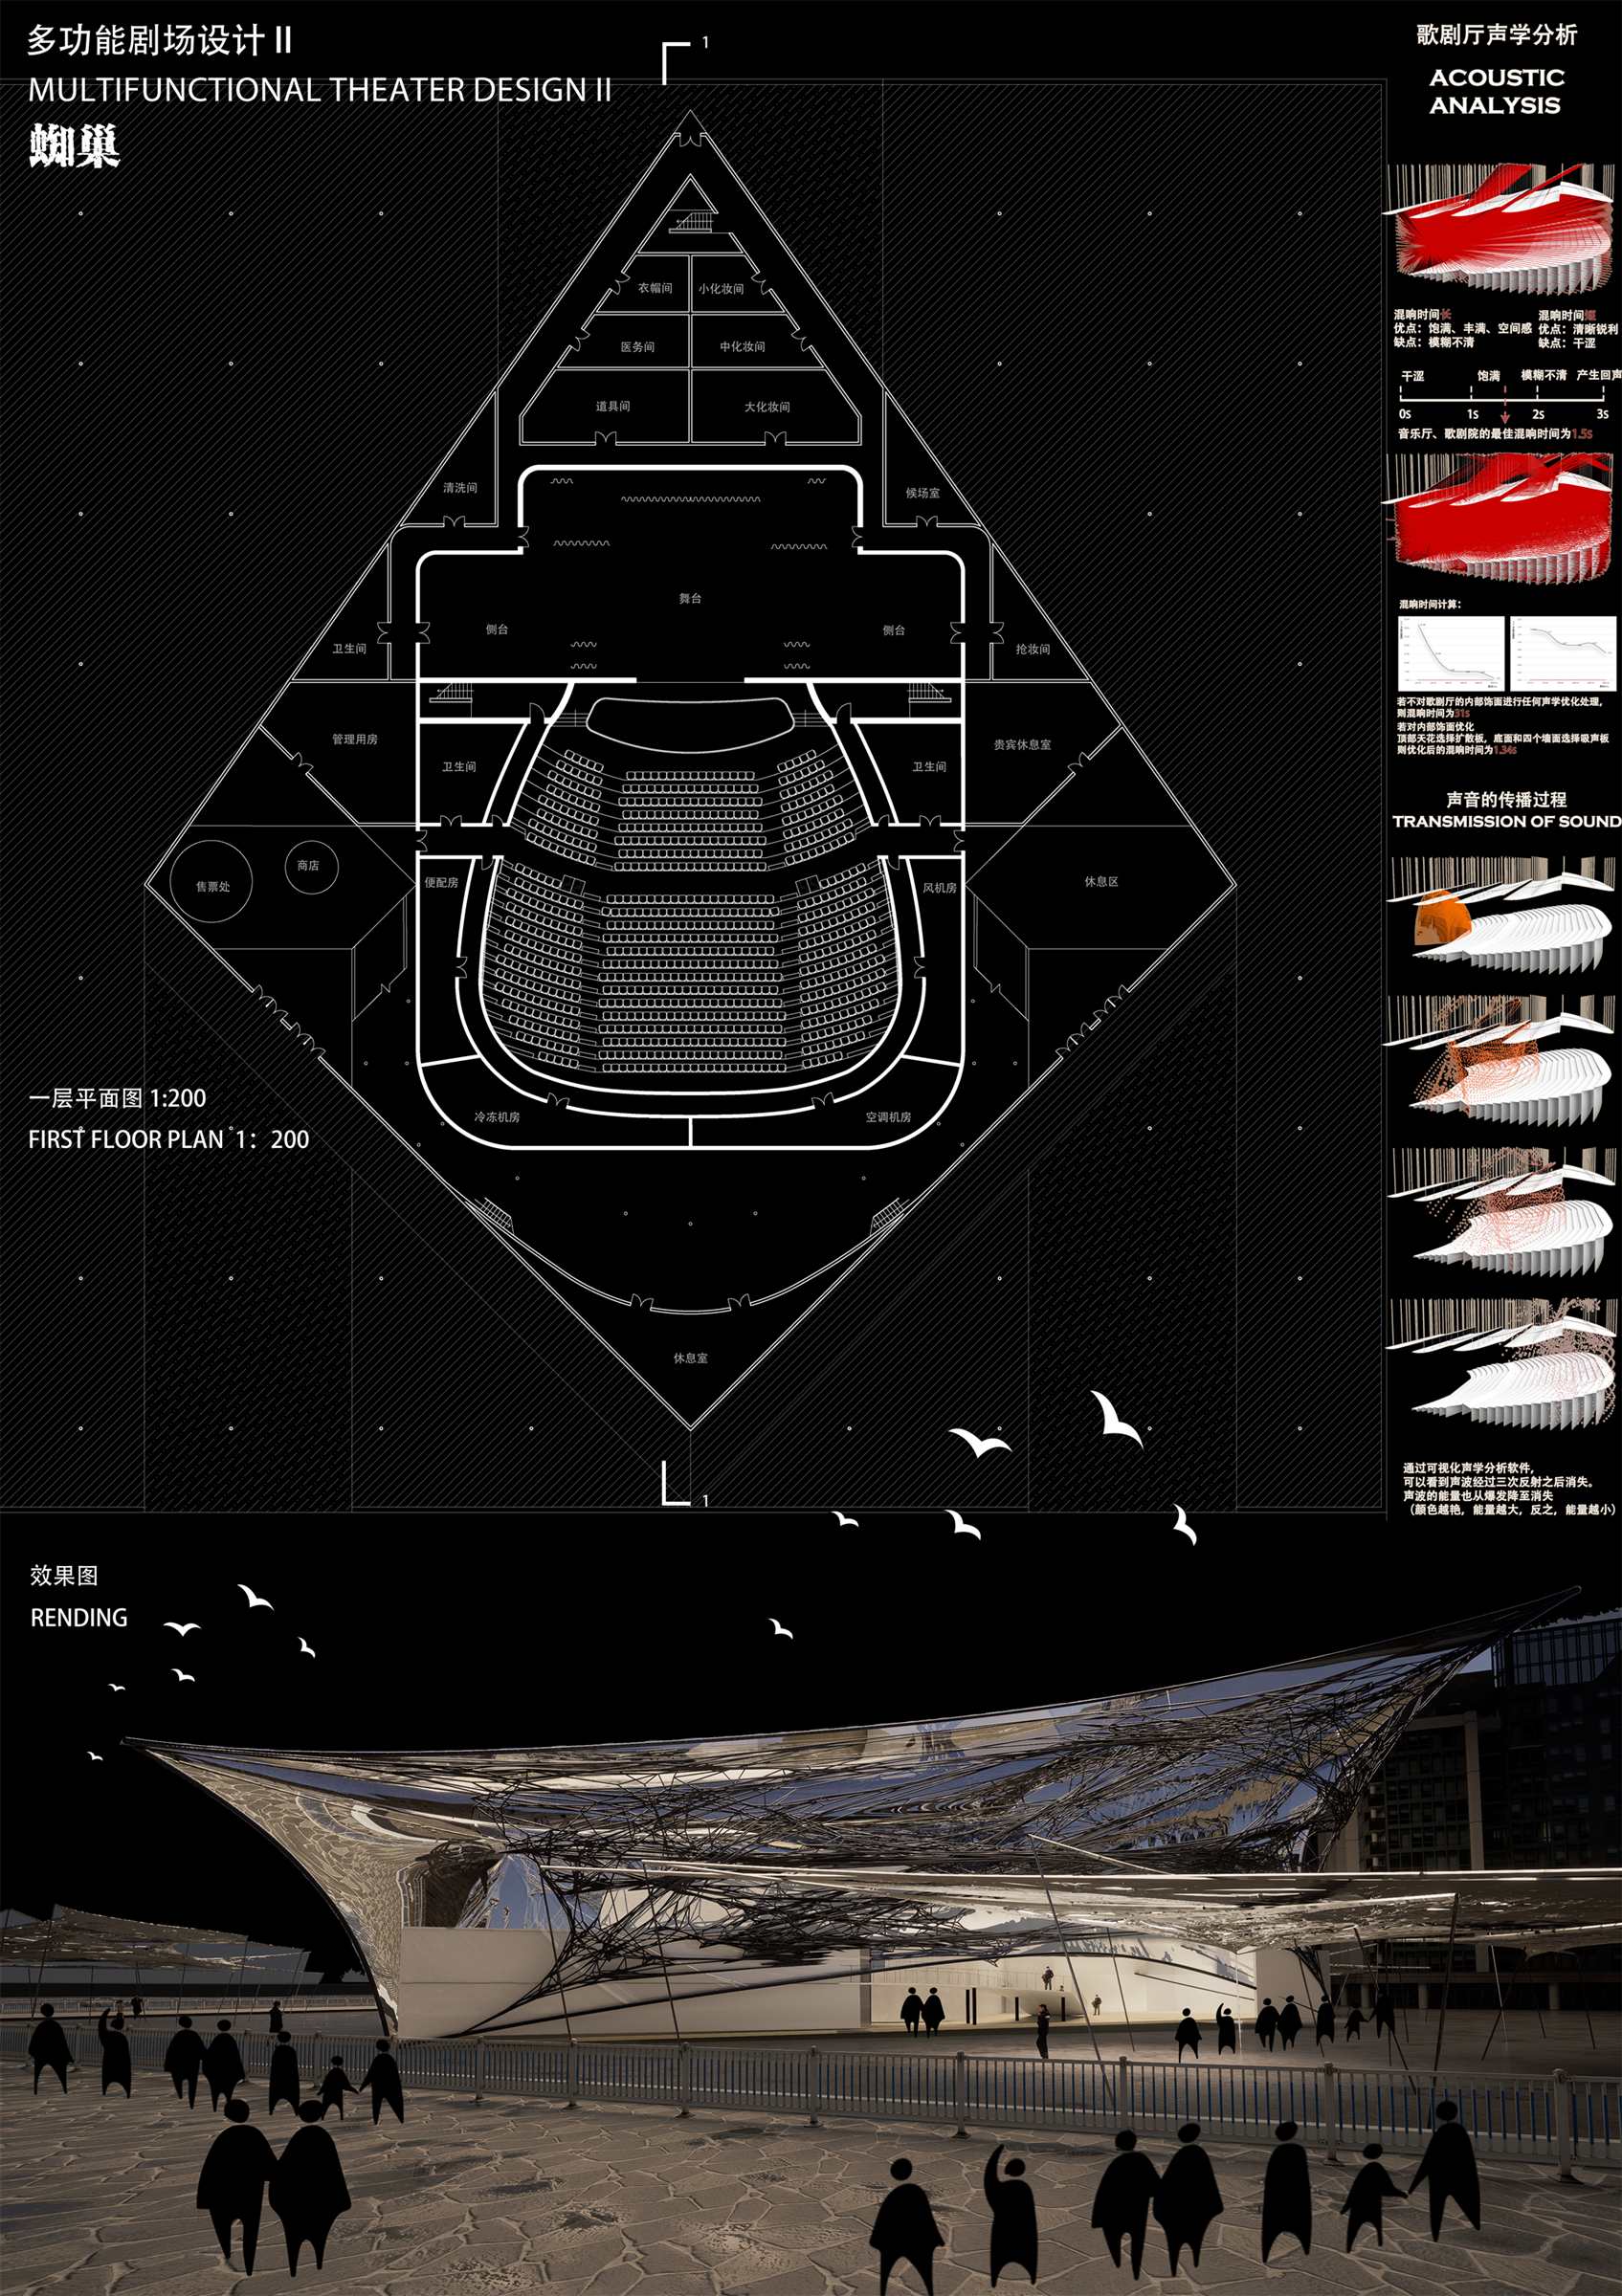 多功能剧场设计 II
MULTIFUNCTIONAL THEATER DESIGN II
蜘巢
1
衣帽间
小化妆间
医务间
中化妆间
道具间
大化妆间
清洗间
候场室
舞台
侧台
侧台
卫生间
抢妆间
管理用房
贵宾休息室
卫生间
卫生间
售票处
商店
便配房
风机房
休息区
冷冻机房
空调机房
休息室
1
一层平面图 1:200
FIRST FLOOR PLAN 1：200
歌剧厅声学分析
ACOUSTIC
ANALYSIS
混响时间长
优点：饱满、丰满、空间感
缺点：模糊不清
混响时间短
优点：清晰锐利
缺点：干涩
干涩 饱满 模糊不清 产生回声
0s 1s 2s 3s
音乐厅、歌剧院的最佳混响时间为1.5s
混响时间计算：
若不对歌剧厅的内部饰面进行任何声学优化处理，
则混响时间为31s
若对内部饰面优化
顶部天花选择扩散板，底面和四个墙面选择吸声板
则优化后的混响时间为1.34s
声音的传播过程
TRANSMISSION OF SOUND
通过可视化声学分析软件，
可以看到声波经过三次反射之后消失。
声波的能量也从爆发降至消失
（颜色越艳，能量越大，反之，能量越小）
效果图
RENDING